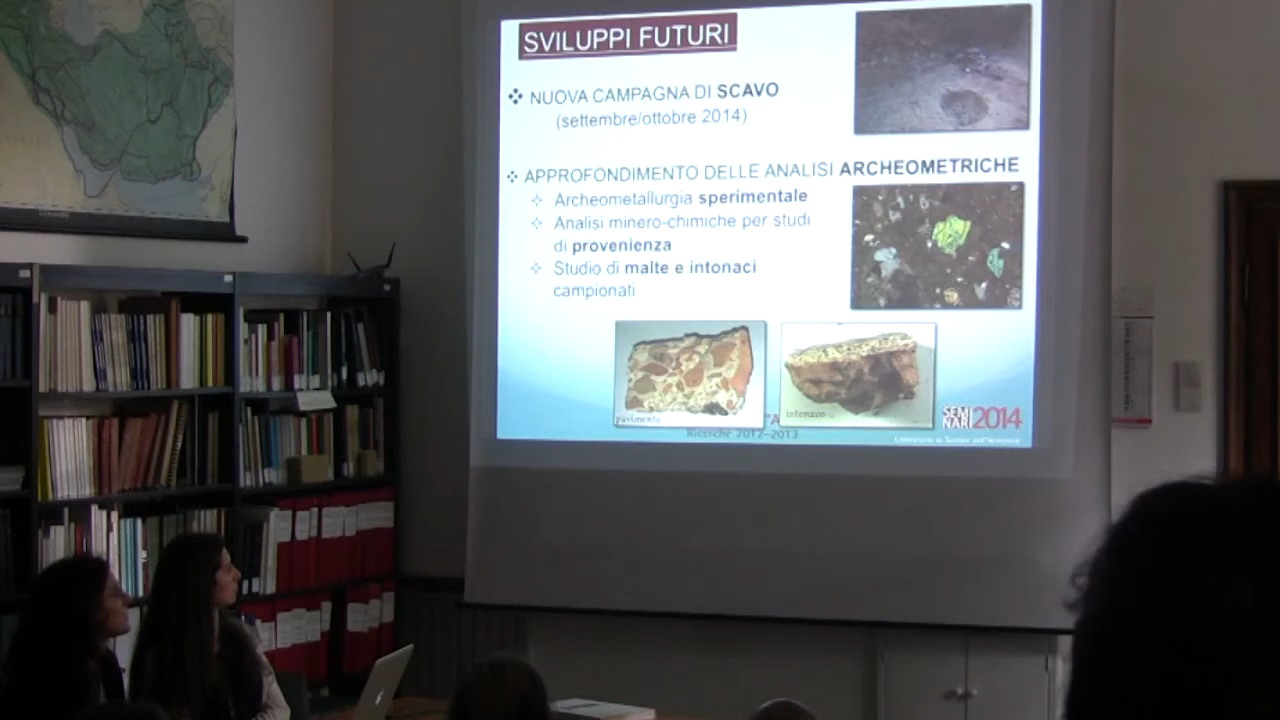 SVILUPPI FUTURI
NUOVA CAMPAGNA DI SCAVO
(settembre/ottobre 2014)
APPROFONDIMENTO DELLE ANALISI ARCHEOMETRICHE
Archeometallurgia sperimentale
Analisi minero-chimiche per studi
di provenienza
Studio di malte e intonaci
campionati
pavimento
intonaco
Ricerche 2012-2013
SEMI
NARI 2014